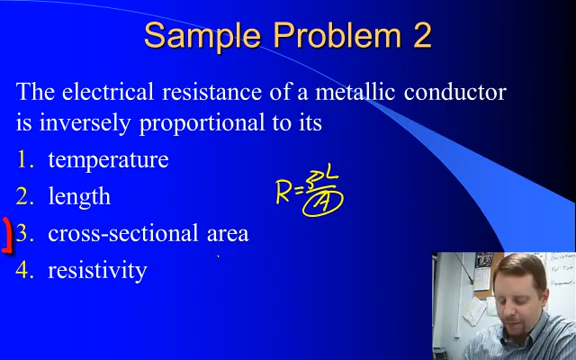 Sample Problem 2
The electrical resistance of a metallic conductor
is inversely proportional to its
1. temperature
2. length
3. cross-sectional area
4. resistivity
R = ρL
A